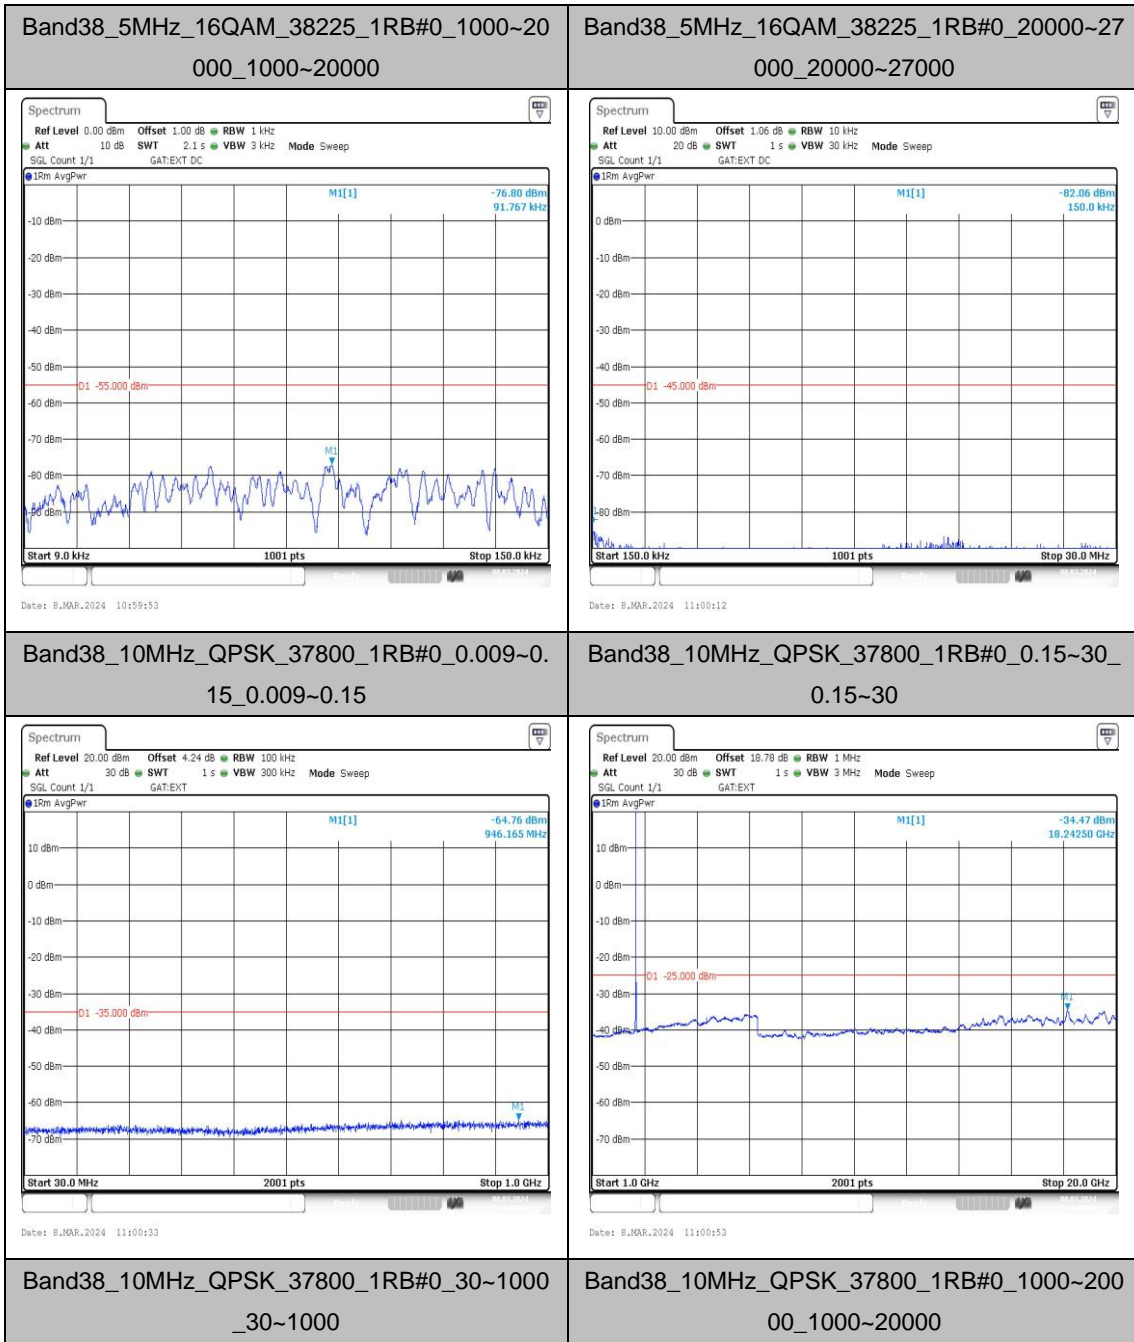 Band38_5MHz_16QAM_38225_1RB#0_1000~20
000_1000~20000
Band38_5MHz_16QAM_38225_1RB#0_20000~27
000_20000~27000
Spectrum
Ref Level 0.00 dBm Offset 1.00 dB RBW 1 kHz
Att 10 dB SWT 2.1 s VBW 3 kHz Mode Sweep
SGL Count 1/1 GAT:EXT DC
1Rm AvgPwr
M1[1] -76.80 dBm
91.767 kHz
-10 dBm
-20 dBm
-30 dBm
-40 dBm
-50 dBm
D1 -55.000 dBm
-60 dBm
-70 dBm
M1
-80 dBm
-90 dBm
Start 9.0 kHz 1001 pts Stop 150.0 kHz
Date: 8.MAR.2024 10:59:53
Spectrum
Ref Level 10.00 dBm Offset 1.06 dB RBW 10 kHz
Att 20 dB SWT 1 s VBW 30 kHz Mode Sweep
SGL Count 1/1 GAT:EXT DC
1Rm AvgPwr
M1[1] -82.06 dBm
150.0 kHz
0 dBm
-10 dBm
-20 dBm
-30 dBm
-40 dBm
D1 -45.000 dBm
-50 dBm
-60 dBm
-70 dBm
-80 dBm
Start 150.0 kHz 1001 pts Stop 30.0 MHz
Date: 8.MAR.2024 11:00:12
Band38_10MHz_QPSK_37800_1RB#0_0.009~0.
15_0.009~0.15
Band38_10MHz_QPSK_37800_1RB#0_0.15~30_
0.15~30
Spectrum
Ref Level 20.00 dBm Offset 4.24 dB RBW 100 kHz
Att 30 dB SWT 1 s VBW 300 kHz Mode Sweep
SGL Count 1/1 GAT:EXT
1Rm AvgPwr
M1[1] -64.76 dBm
946.165 MHz
10 dBm
0 dBm
-10 dBm
-20 dBm
-30 dBm
D1 -35.000 dBm
-40 dBm
-50 dBm
-60 dBm
M1
-70 dBm
Start 30.0 MHz 2001 pts Stop 1.0 GHz
Date: 8.MAR.2024 11:00:33
Spectrum
Ref Level 20.00 dBm Offset 18.78 dB RBW 1 MHz
Att 30 dB SWT 1 s VBW 3 MHz Mode Sweep
SGL Count 1/1 GAT:EXT
1Rm AvgPwr
M1[1] -34.47 dBm
18.24250 GHz
10 dBm
0 dBm
-10 dBm
-20 dBm
D1 -25.000 dBm
-30 dBm
M1
-40 dBm
-50 dBm
-60 dBm
-70 dBm
Start 1.0 GHz 2001 pts Stop 20.0 GHz
Date: 8.MAR.2024 11:00:53
Band38_10MHz_QPSK_37800_1RB#0_30~1000
_30~1000
Band38_10MHz_QPSK_37800_1RB#0_1000~200
00_1000~20000